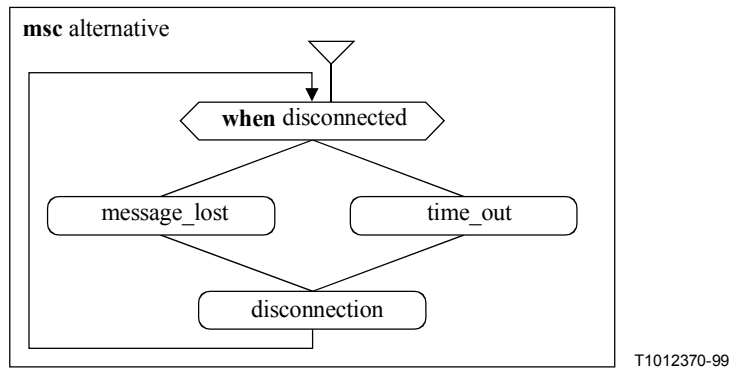 msc alternative
when disconnected
message_lost
time_out
disconnection
T1012370-99